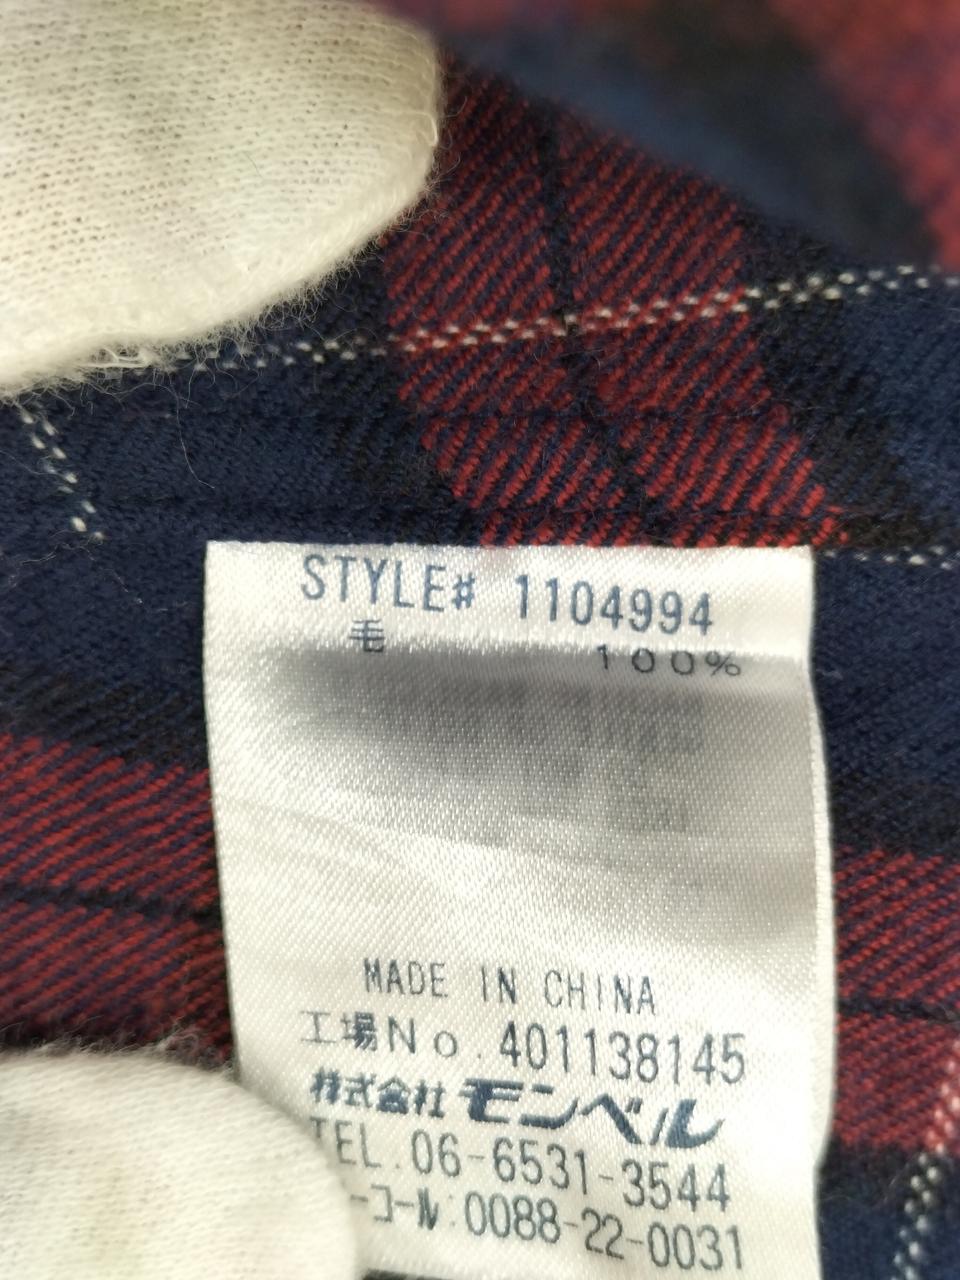 STYLE# 1104994
毛 100%
MADE IN CHINA
工場No. 401138145
株式会社 モンベル
TEL. 06-6531-3544
ーコール:0088-22-0031